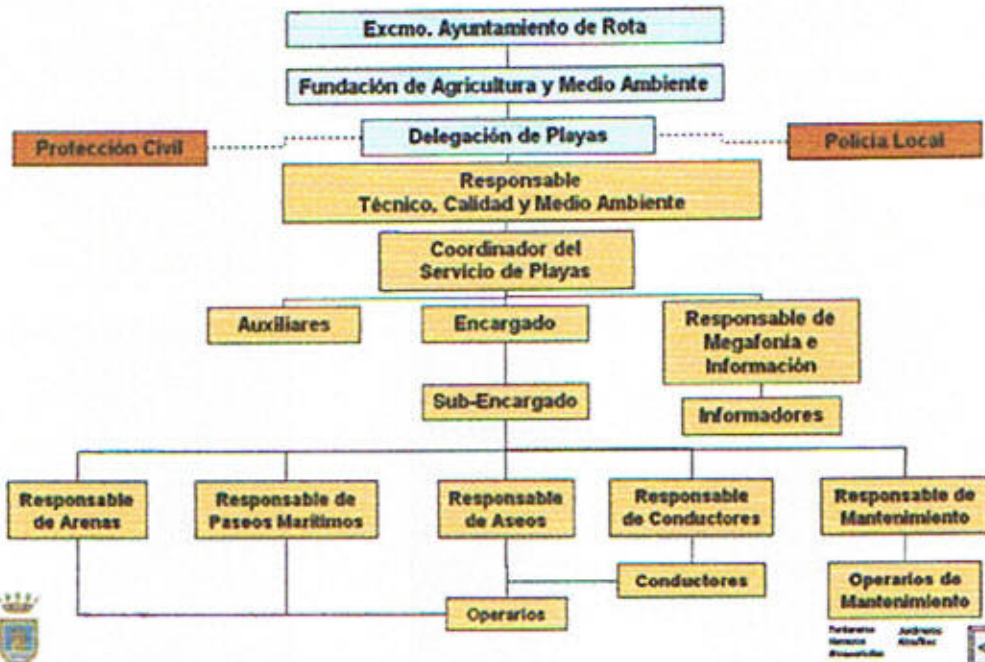 Excmo. Ayuntamiento de Rota
Fundación de Agricultura y Medio Ambiente
Delegación de Playas
Protección Civil
Policía Local
Responsable
Técnico, Calidad y Medio Ambiente
Coordinador del
Servicio de Playas
Auxiliares
Encargado
Responsable de
Megafonía e
Información
Sub-Encargado
Informadores
Responsable
de Arenas
Responsable de
Paseos Marítimos
Responsable
de Aseos
Responsable
de Conductores
Responsable de
Mantenimiento
Conductores
Operarios de
Mantenimiento
Operarios